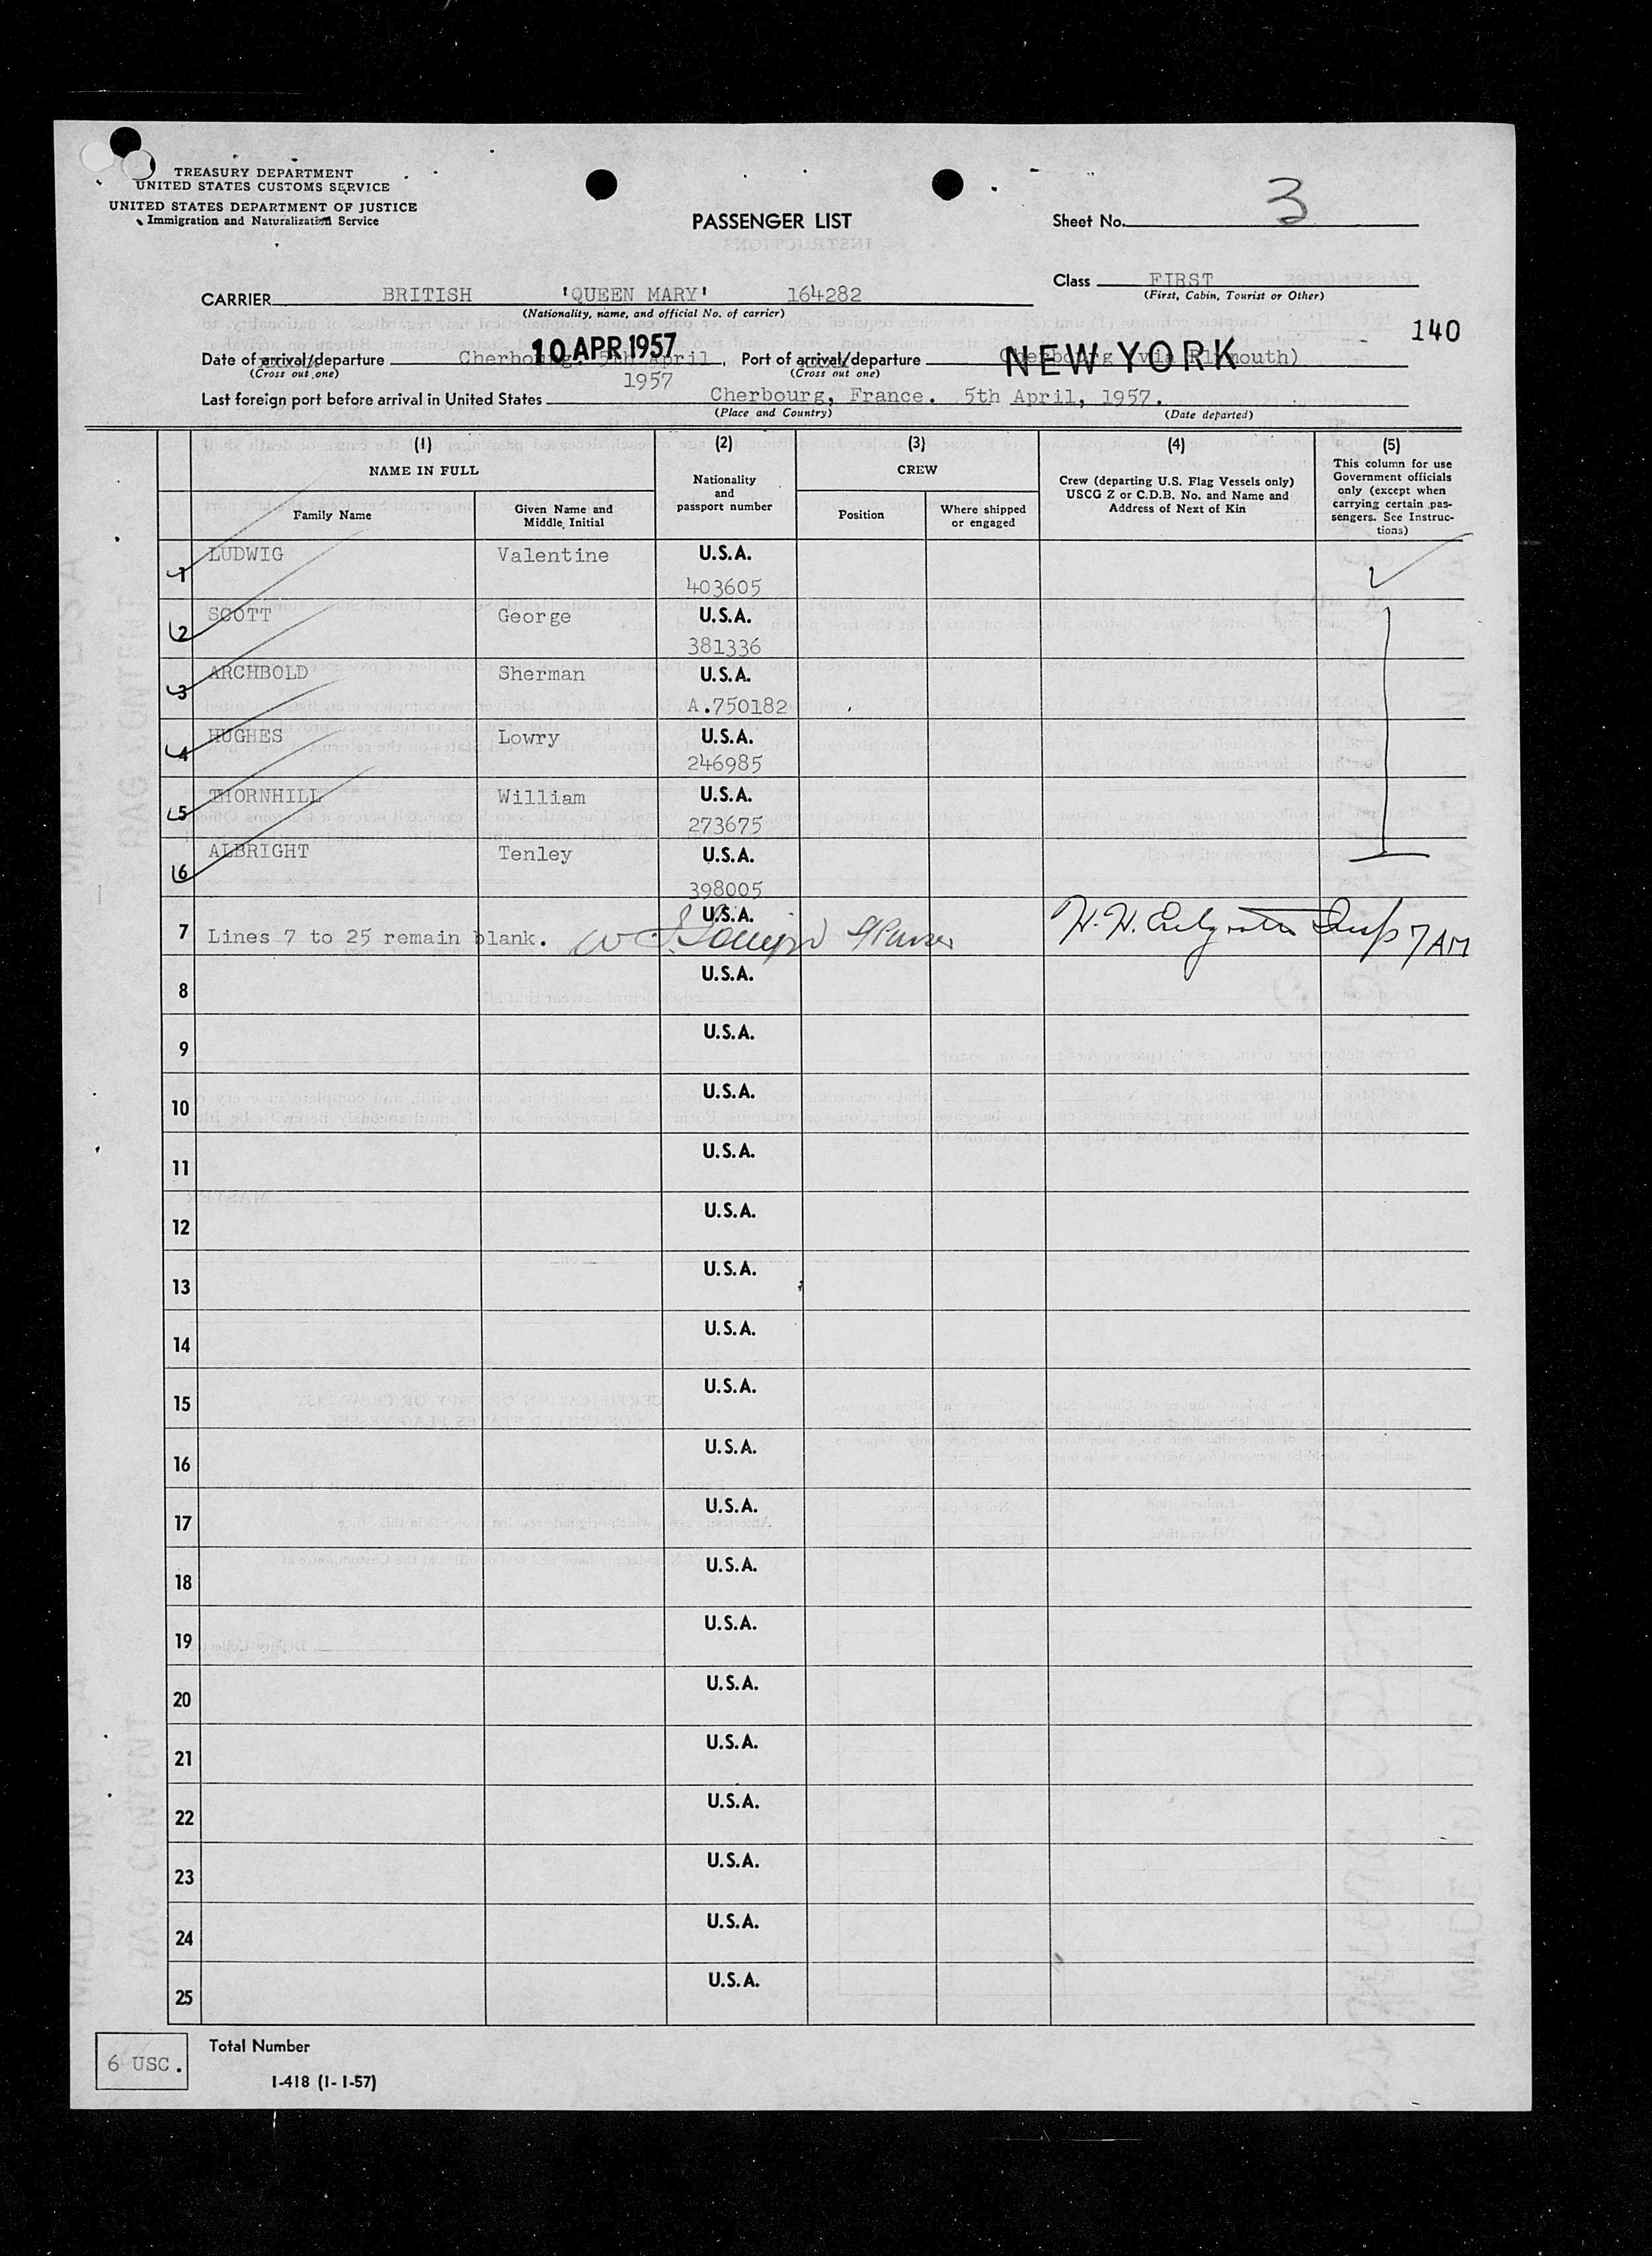 TREASURY DEPARTMENT
UNITED STATES CUSTOMS SERVICE
UNITED STATES DEPARTMENT OF JUSTICE
Immigration and Naturalization Service
PASSENGER LIST
Sheet No. 3
CARRIER BRITISH 'QUEEN MARY' 164282
(Nationality, name, and official No. of carrier)
Class FIRST
(First, Cabin, Tourist or Other)
140
10 APR 1957
NEW YORK
Date of arrival/departure Cherbourg. 5th April 1957
(Cross out one)
Port of arrival/departure Cherbourg (via Plymouth)
(Cross out one)
Last foreign port before arrival in United States Cherbourg, France. 5th April, 1957.
(Place and Country) (Date departed)
(1) (2) (3) (4) (5)
NAME IN FULL
Family Name
Given Name and Middle Initial
Nationality and passport number
CREW
Position
Where shipped or engaged
Crew (departing U.S. Flag Vessels only) USCG Z or C.D.B. No. and Name and Address of Next of Kin
This column for use Government officials only (except when carrying certain passengers. See Instructions)
1 LUDWIG Valentine U.S.A.
403605
2 SCOTT George U.S.A.
381336
3 ARCHBOLD Sherman U.S.A.
A.750182
4 HUGHES Lowry U.S.A.
246985
5 THORNHILL William U.S.A.
273675
6 ALBRIGHT Tenley U.S.A.
398005
7 Lines 7 to 25 remain blank. U.S.A. 7 AM
8 U.S.A.
9 U.S.A.
10 U.S.A.
11 U.S.A.
12 U.S.A.
13 U.S.A.
14 U.S.A.
15 U.S.A.
16 U.S.A.
17 U.S.A.
18 U.S.A.
19 U.S.A.
20 U.S.A.
21 U.S.A.
22 U.S.A.
23 U.S.A.
24 U.S.A.
25 U.S.A.
6 USC.
Total Number
I-418 (1-1-57)